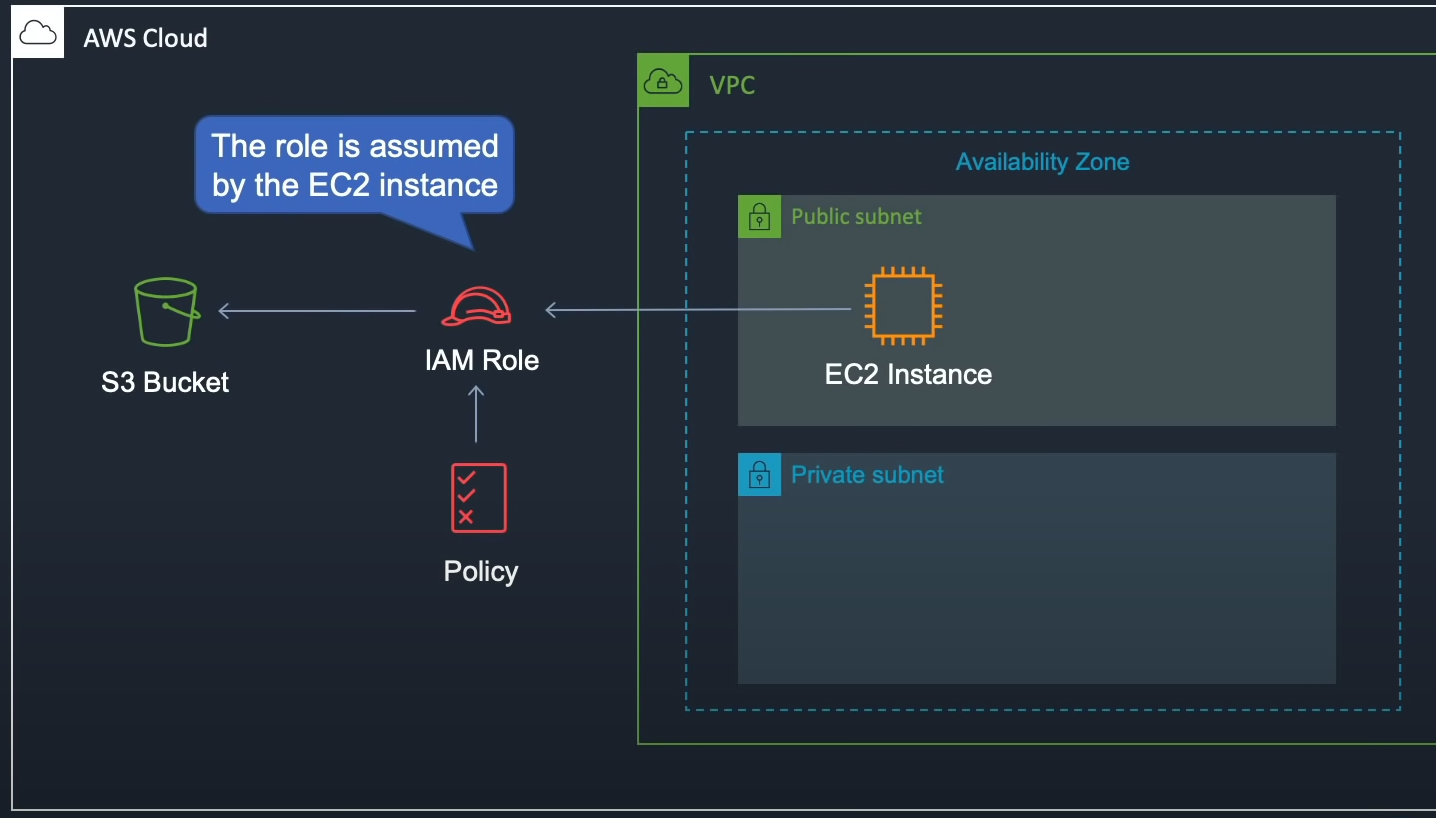 AWS Cloud
VPC
The role is assumed
by the EC2 instance
Availability Zone
Public subnet
S3 Bucket
IAM Role
EC2 Instance
Private subnet
Policy